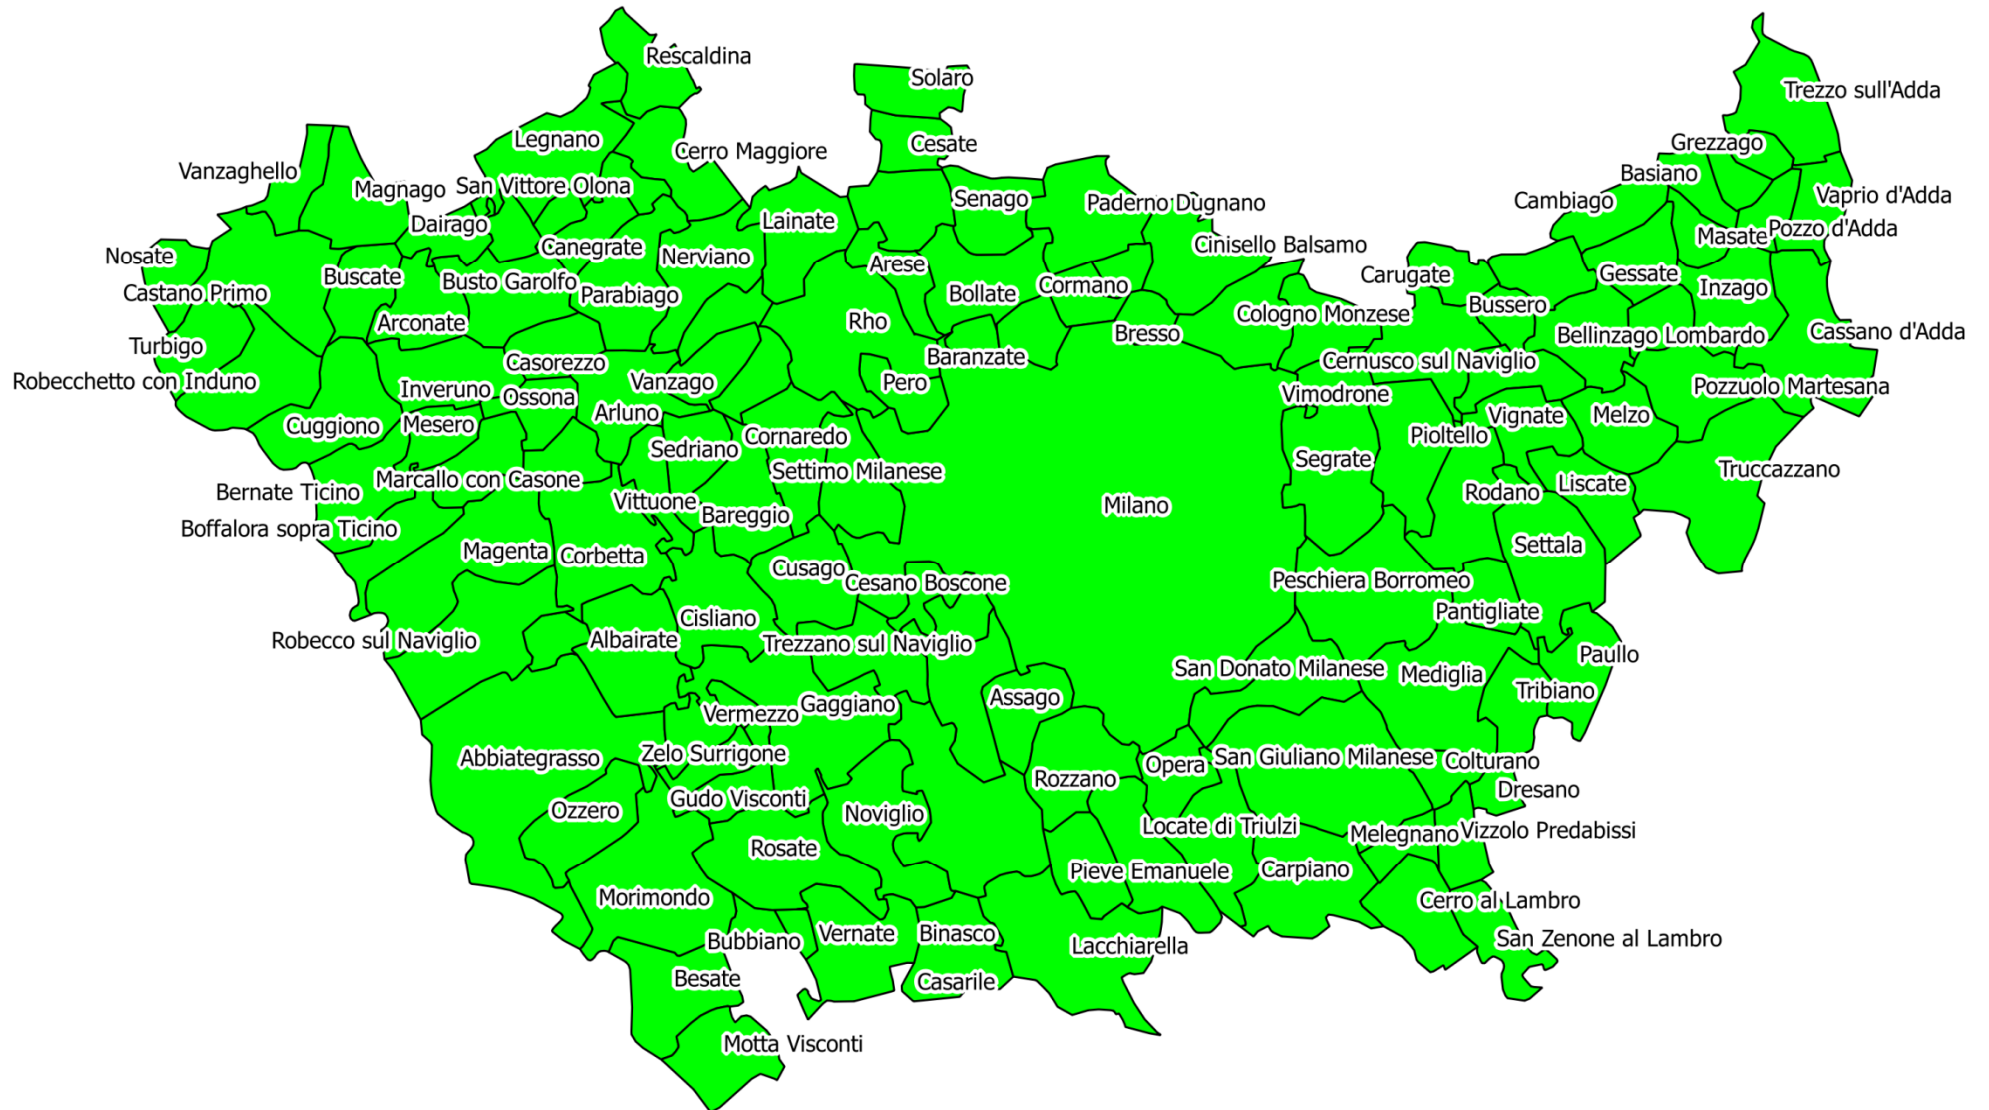 Rescaldina
Solaro
Trezzo sull'Adda
Legnano
Cesate
Grezzago
Cerro Maggiore
Vanzaghello
Basiano
Magnago
San Vittore Olona
Vaprio d'Adda
Senago
Cambiago
Paderno Dugnano
Lainate
Dairago
Pozzo d'Adda
Masate
Cinisello Balsamo
Canegrate
Nosate
Nerviano
Arese
Gessate
Carugate
Buscate
Busto Garolfo
Cormano
Inzago
Castano Primo
Parabiago
Bollate
Bussero
Cologno Monzese
Rho
Arconate
Cassano d'Adda
Bresso
Bellinzago Lombardo
Turbigo
Baranzate
Casorezzo
Cernusco sul Naviglio
Robecchetto con Induno
Vanzago
Pero
Pozzuolo Martesana
Inveruno
Vimodrone
Ossona
Arluno
Vignate
Melzo
Cuggiono
Mesero
Cornaredo
Pioltello
Sedriano
Segrate
Settimo Milanese
Truccazzano
Marcallo con Casone
Liscate
Bernate Ticino
Rodano
Vittuone
Milano
Bareggio
Boffalora sopra Ticino
Settala
Magenta
Corbetta
Cusago
Cesano Boscone
Peschiera Borromeo
Pantigliate
Cisliano
Robecco sul Naviglio
Albairate
Trezzano sul Naviglio
Paullo
San Donato Milanese
Mediglia
Tribiano
Assago
Gaggiano
Vermezzo
Zelo Surrigone
Abbiategrasso
San Giuliano Milanese
Colturano
Opera
Rozzano
Dresano
Gudo Visconti
Ozzero
Noviglio
Locate di Triulzi
Melegnano
Vizzolo Predabissi
Rosate
Pieve Emanuele
Carpiano
Morimondo
Cerro al Lambro
Vernate
Binasco
San Zenone al Lambro
Bubbiano
Lacchiarella
Besate
Casarile
Motta Visconti